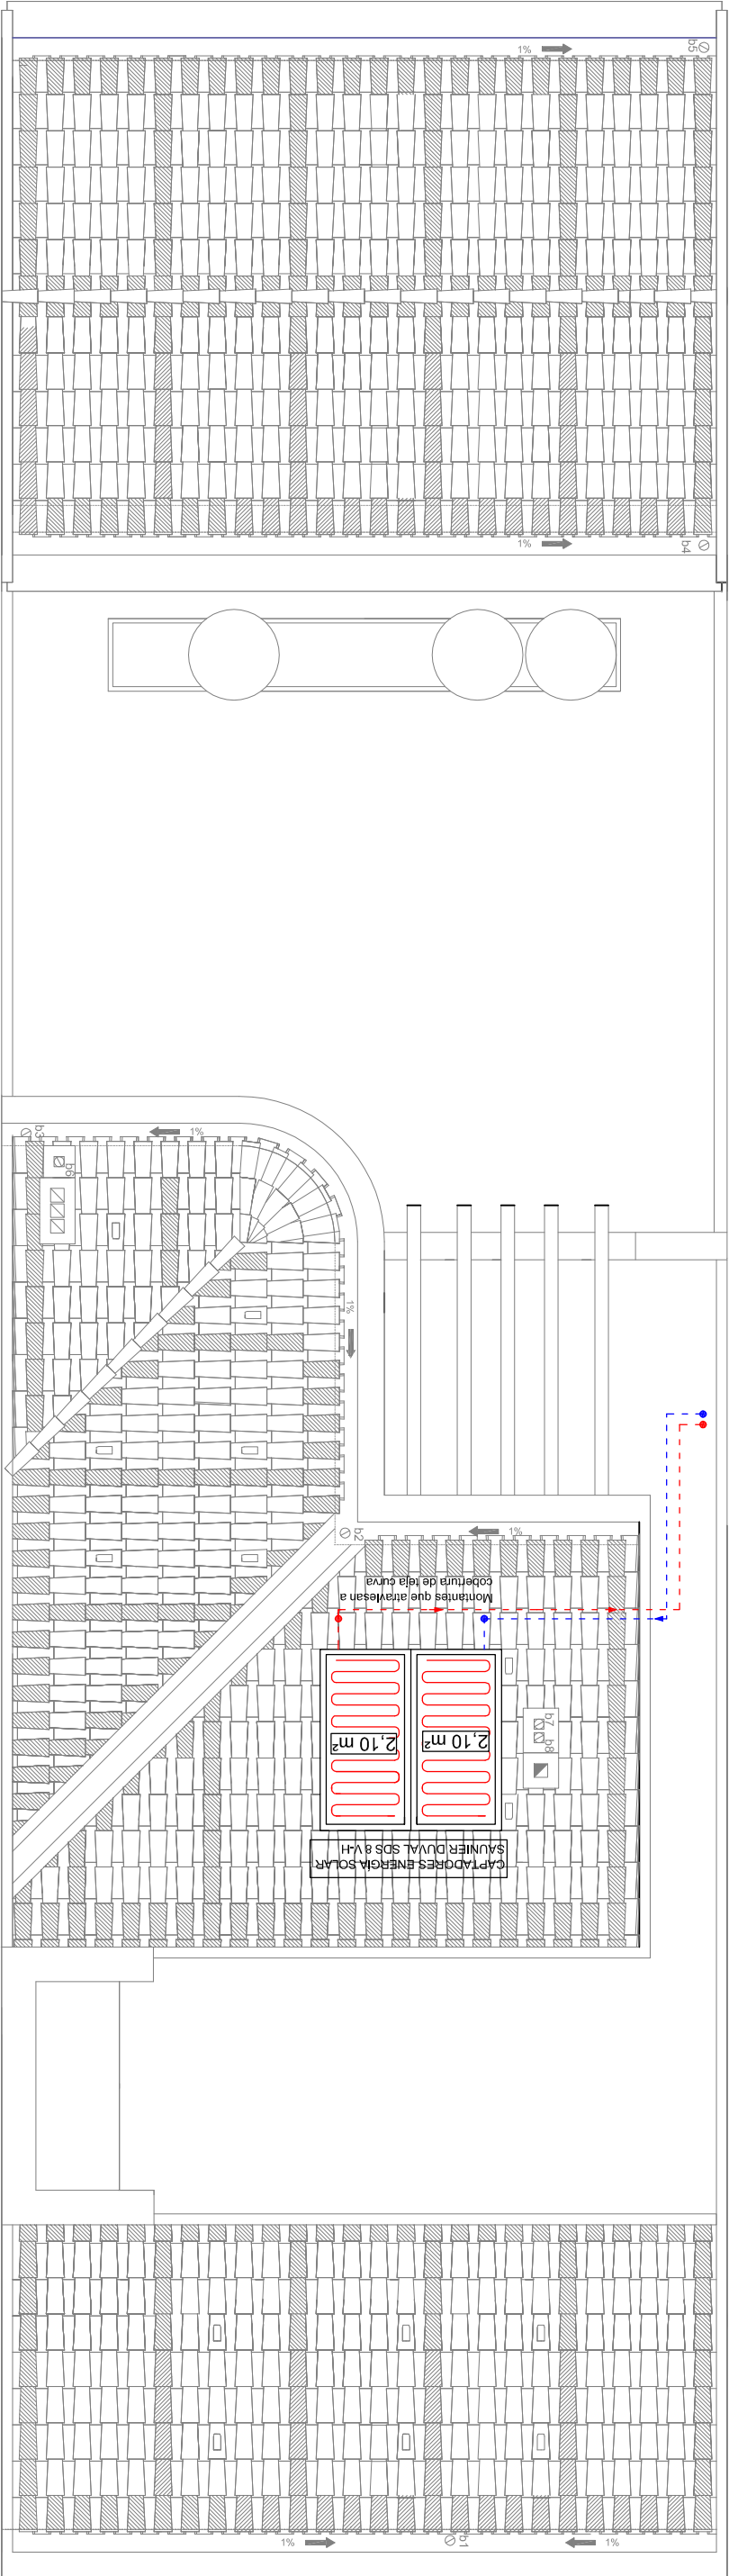 b5
1%
1%
b4
b3
1%
b6
1%
b2
1%
Montantes que atraviesan a
cobertura de teja curva
b7
b8
2,10 m²
2,10 m²
CAPTADORES ENERGÍA SOLAR
SAUNIER DUVAL SDS 8 V-H
1%
b1
1%